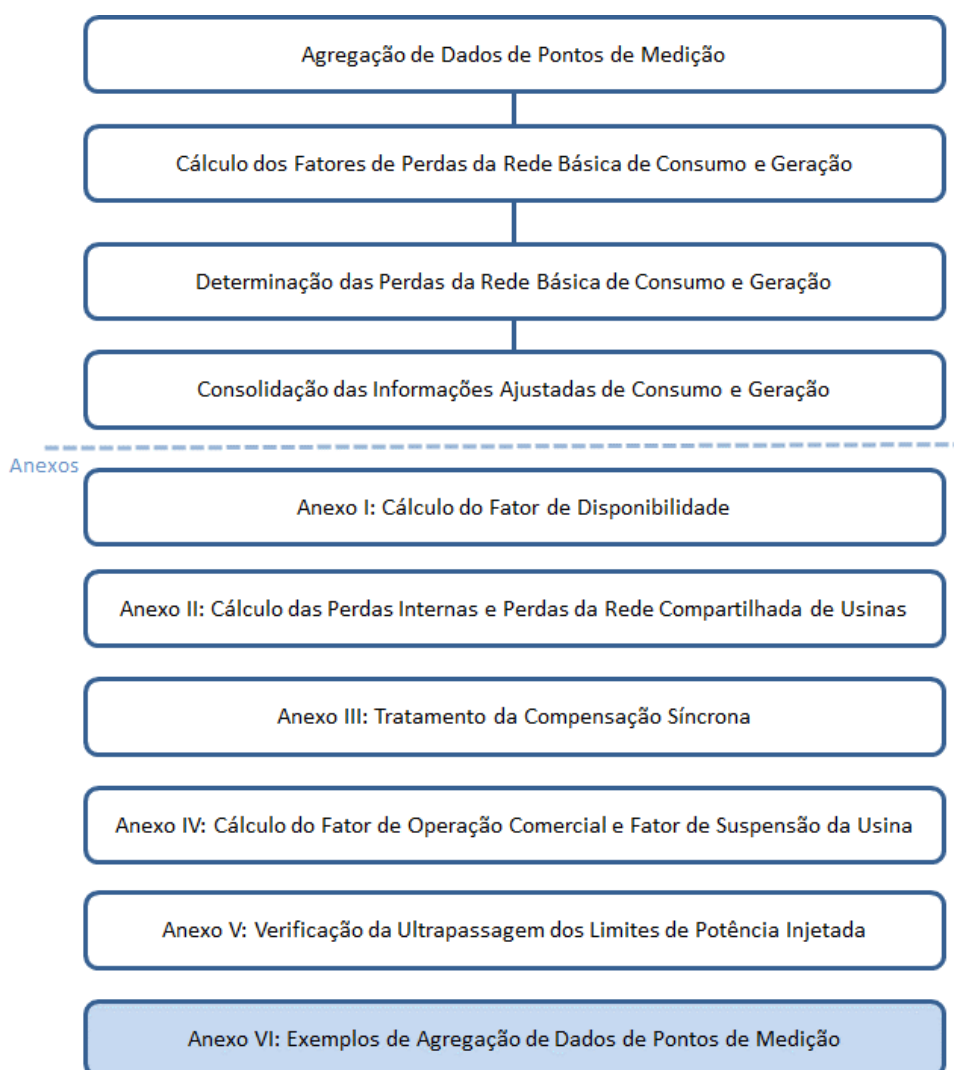 Agregação de Dados de Pontos de Medição
Cálculo dos Fatores de Perdas da Rede Básica de Consumo e Geração
Determinação das Perdas da Rede Básica de Consumo e Geração
Consolidação das Informações Ajustadas de Consumo e Geração
Anexos
Anexo I: Cálculo do Fator de Disponibilidade
Anexo II: Cálculo das Perdas Internas e Perdas da Rede Compartilhada de Usinas
Anexo III: Tratamento da Compensação Síncrona
Anexo IV: Cálculo do Fator de Operação Comercial e Fator de Suspensão da Usina
Anexo V: Verificação da Ultrapassagem dos Limites de Potência Injetada
Anexo VI: Exemplos de Agregação de Dados de Pontos de Medição